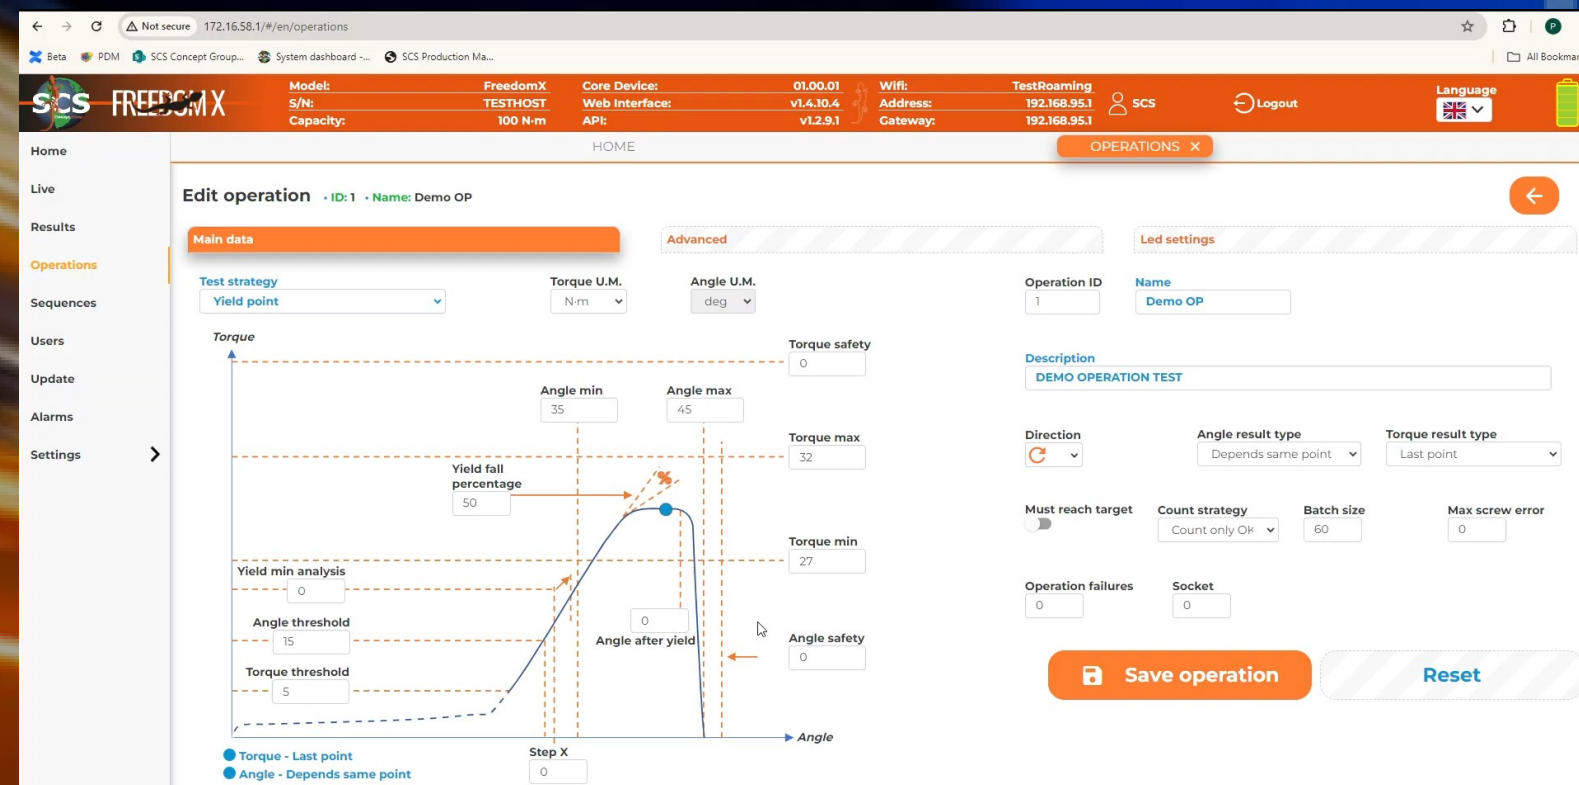 Not secure 172.16.58.1/#/en/operations
P
Beta PDM SCS Concept Group... System dashboard -... SCS Production Ma... All Bookmar
SCS FREEDOM X
Model: FreedomX Core Device: 01.00.01 Wifi: TestRoaming
S/N: TESTHOST Web Interface: v1.4.10.4 Address: 192.168.95.1
Capacity: 100 N·m API: v1.2.9.1 Gateway: 192.168.95.1
SCS Logout Language
HOME OPERATIONS ×
Home
Live
Results
Operations
Sequences
Users
Update
Alarms
Settings
Edit operation • ID: 1 • Name: Demo OP
Main data Advanced Led settings
Test strategy Torque U.M. Angle U.M. Operation ID Name
Yield point N·m deg 1 Demo OP
Torque
Torque safety
0
Description
DEMO OPERATION TEST
Angle min Angle max
35 45
Torque max
32
Direction Angle result type Torque result type
Depends same point Last point
Yield fall
percentage
50
%
Must reach target Count strategy Batch size Max screw error
Count only OK 60 0
Torque min
27
Yield min analysis
0
Operation failures Socket
0 0
Angle threshold
15
0
Angle after yield
Angle safety
0
Torque threshold
5
Save operation Reset
Angle
Torque - Last point
Angle - Depends same point
Step X
0